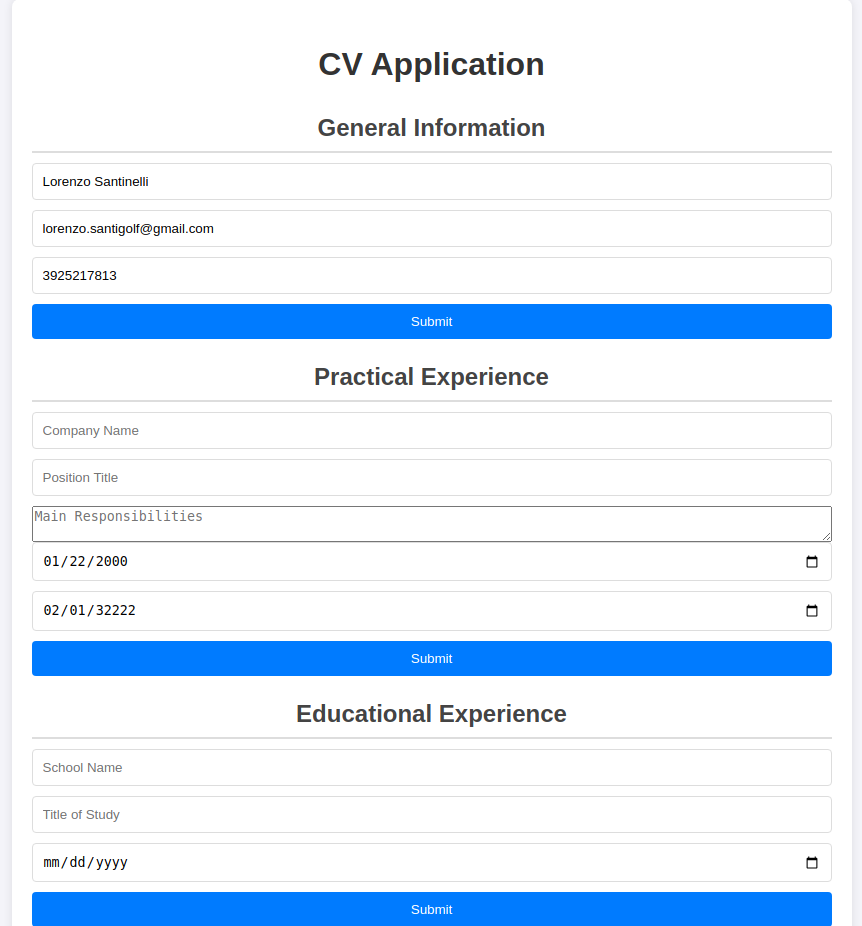 CV Application
General Information
Lorenzo Santinelli
lorenzo.santigolf@gmail.com
3925217813
Submit
Practical Experience
Company Name
Position Title
Main Responsibilities
01/22/2000
02/01/32222
Submit
Educational Experience
School Name
Title of Study
mm/dd/yyyy
Submit